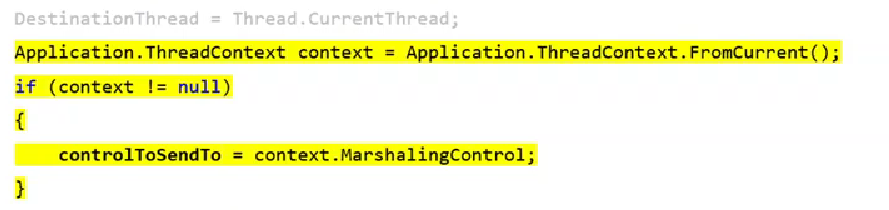 DestinationThread = Thread.CurrentThread;
Application.ThreadContext context = Application.ThreadContext.FromCurrent();
if (context != null)
{
    controlToSendTo = context.MarshalingControl;
}